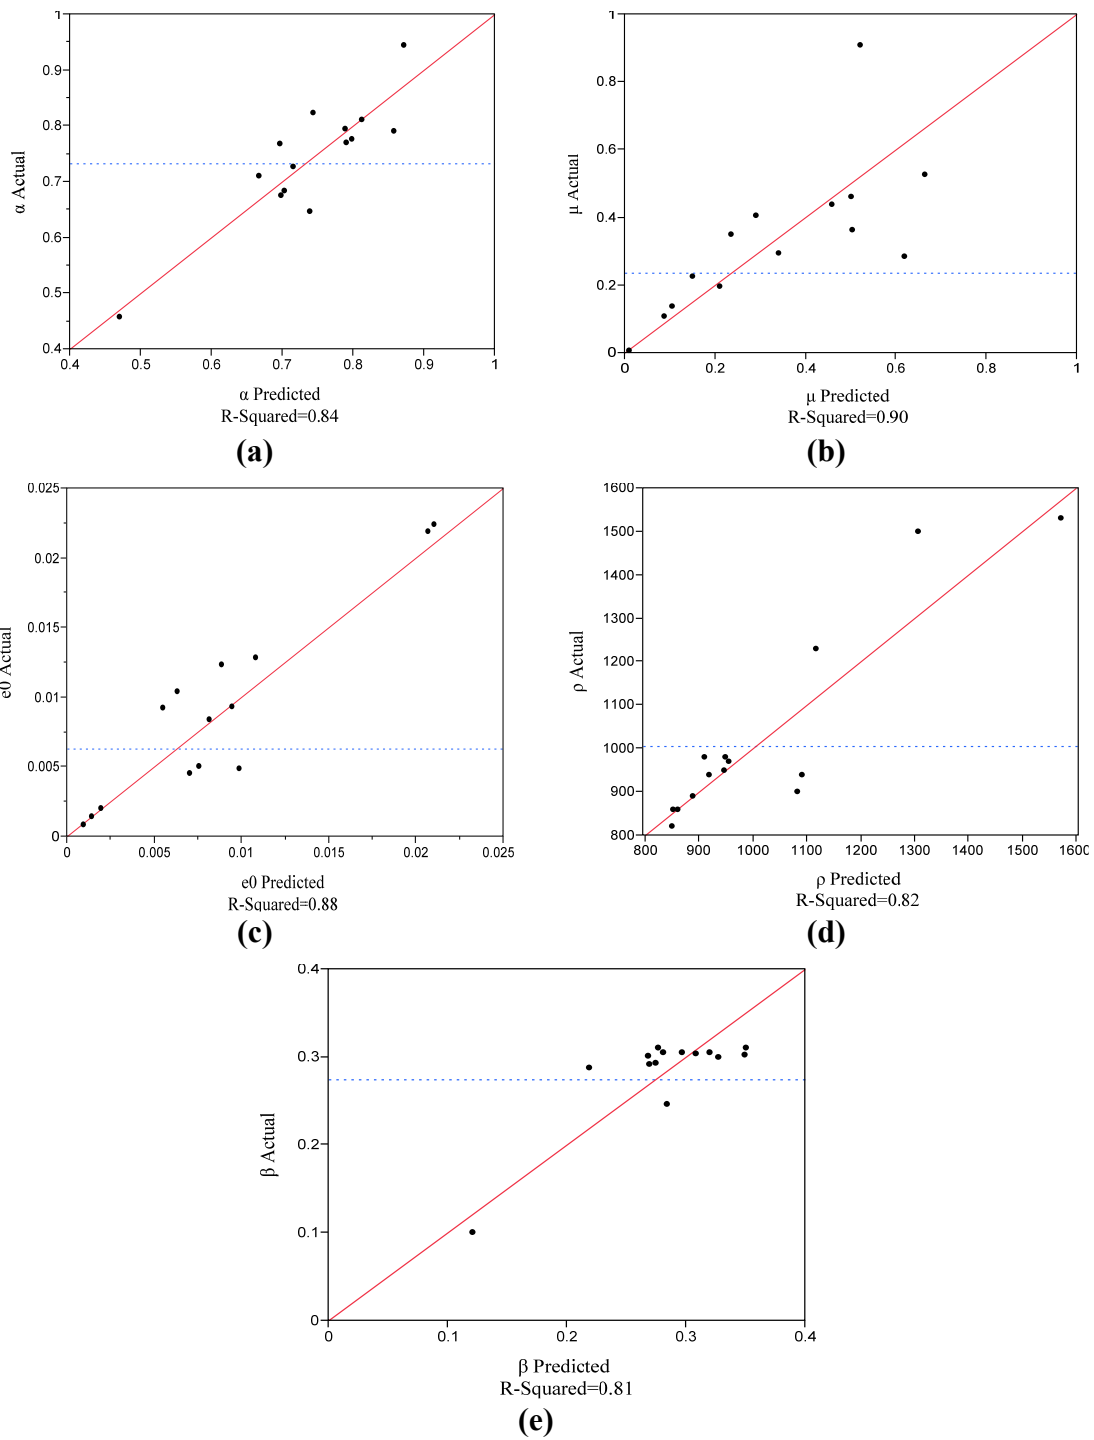 1
0.9
0.8
0.7
0.6
0.5
0.4
α Actual
0.4 0.5 0.6 0.7 0.8 0.9 1
α Predicted
R-Squared=0.84
(a)
1
0.8
0.6
0.4
0.2
0
μ Actual
0 0.2 0.4 0.6 0.8 1
μ Predicted
R-Squared=0.90
(b)
0.025
0.02
0.015
0.01
0.005
0
e0 Actual
0 0.005 0.01 0.015 0.02 0.025
e0 Predicted
R-Squared=0.88
(c)
1600
1500
1400
1300
1200
1100
1000
900
800
ρ Actual
800 900 1000 1100 1200 1300 1400 1500 1600
ρ Predicted
R-Squared=0.82
(d)
0.4
0.3
0.2
0.1
0
β Actual
0 0.1 0.2 0.3 0.4
β Predicted
R-Squared=0.81
(e)